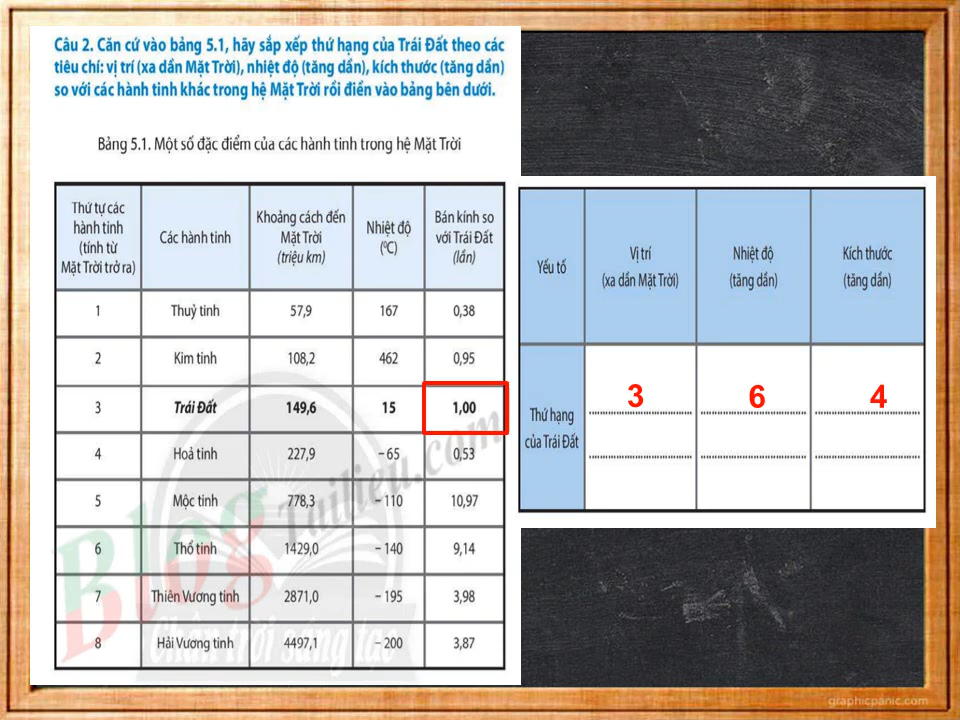 Câu 2. Căn cứ vào bảng 5.1, hãy sắp xếp thứ hạng của Trái Đất theo các
tiêu chí: vị trí (xa dần Mặt Trời), nhiệt độ (tăng dần), kích thước (tăng dần)
so với các hành tinh khác trong hệ Mặt Trời rồi điền vào bảng bên dưới.
Bảng 5.1. Một số đặc điểm của các hành tinh trong hệ Mặt Trời
Thứ tự các hành tinh (tính từ Mặt Trời trở ra) Các hành tinh Khoảng cách đến Mặt Trời (triệu km) Nhiệt độ (⁰C) Bán kính so với Trái Đất (lần)
1 Thuỷ tinh 57,9 167 0,38
2 Kim tinh 108,2 462 0,95
3 Trái Đất 149,6 15 1,00
4 Hoả tinh 227,9 – 65 0,53
5 Mộc tinh 778,3 – 110 10,97
6 Thổ tinh 1429,0 – 140 9,14
7 Thiên Vương tinh 2871,0 – 195 3,98
8 Hải Vương tinh 4497,1 – 200 3,87
Blog Tailieu.com
Chân trời sáng tạo
Yếu tố Vị trí (xa dần Mặt Trời) Nhiệt độ (tăng dần) Kích thước (tăng dần)
Thứ hạng của Trái Đất 3 6 4
graphicpanic.com